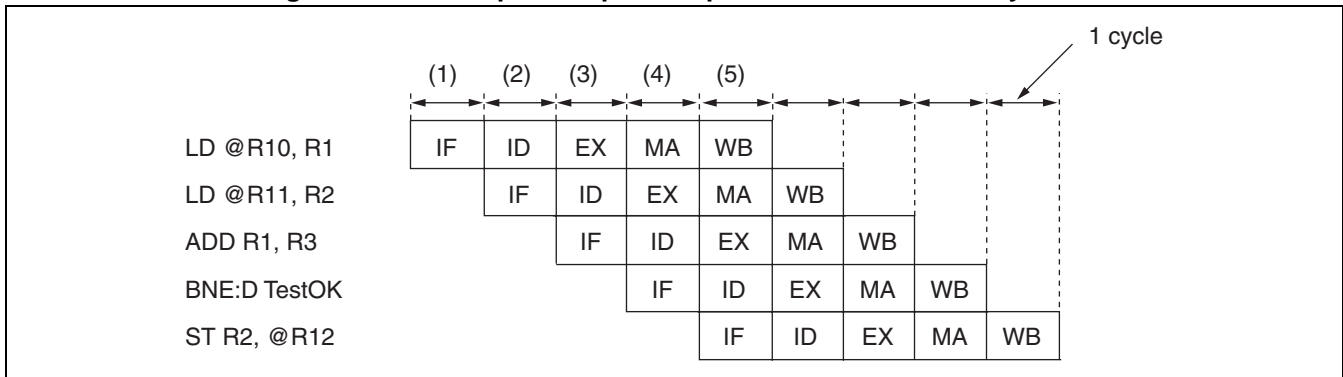 1 cycle
(1) (2) (3) (4) (5)
LD @R10, R1 IF ID EX MA WB
LD @R11, R2 IF ID EX MA WB
ADD R1, R3 IF ID EX MA WB
BNE:D TestOK IF ID EX MA WB
ST R2, @R12 IF ID EX MA WB